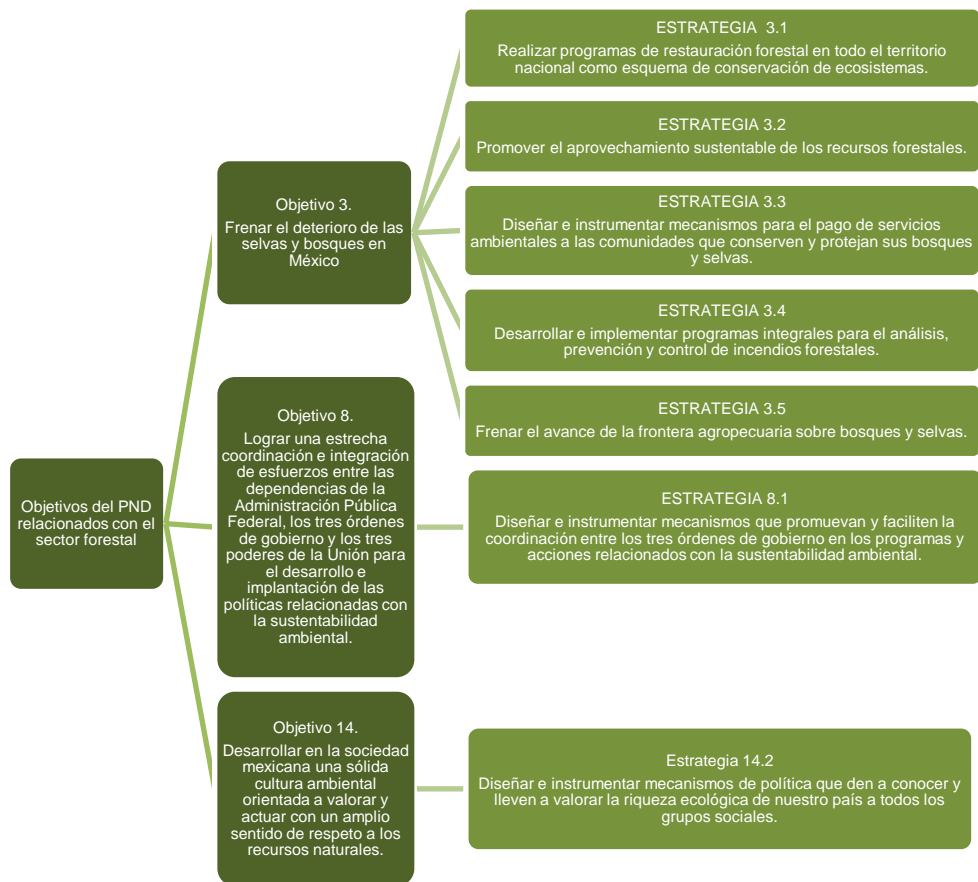 Objetivos del PND
relacionados con el
sector forestal
Objetivo 3.
Frenar el deterioro de las
selvas y bosques en
México
ESTRATEGIA 3.1
Realizar programas de restauración forestal en todo el territorio
nacional como esquema de conservación de ecosistemas.
ESTRATEGIA 3.2
Promover el aprovechamiento sustentable de los recursos forestales.
ESTRATEGIA 3.3
Diseñar e instrumentar mecanismos para el pago de servicios
ambientales a las comunidades que conserven y protejan sus bosques
y selvas.
ESTRATEGIA 3.4
Desarrollar e implementar programas integrales para el análisis,
prevención y control de incendios forestales.
ESTRATEGIA 3.5
Frenar el avance de la frontera agropecuaria sobre bosques y selvas.
Objetivo 8.
Lograr una estrecha
coordinación e integración
de esfuerzos entre las
dependencias de la
Administración Pública
Federal, los tres órdenes
de gobierno y los tres
poderes de la Unión para
el desarrollo e
implantación de las
políticas relacionadas con
la sustentabilidad
ambiental.
ESTRATEGIA 8.1
Diseñar e instrumentar mecanismos que promuevan y faciliten la
coordinación entre los tres órdenes de gobierno en los programas y
acciones relacionados con la sustentabilidad ambiental.
Objetivo 14.
Desarrollar en la sociedad
mexicana una sólida
cultura ambiental
orientada a valorar y
actuar con un amplio
sentido de respeto a los
recursos naturales.
Estrategia 14.2
Diseñar e instrumentar mecanismos de política que den a conocer y
lleven a valorar la riqueza ecológica de nuestro país a todos los
grupos sociales.